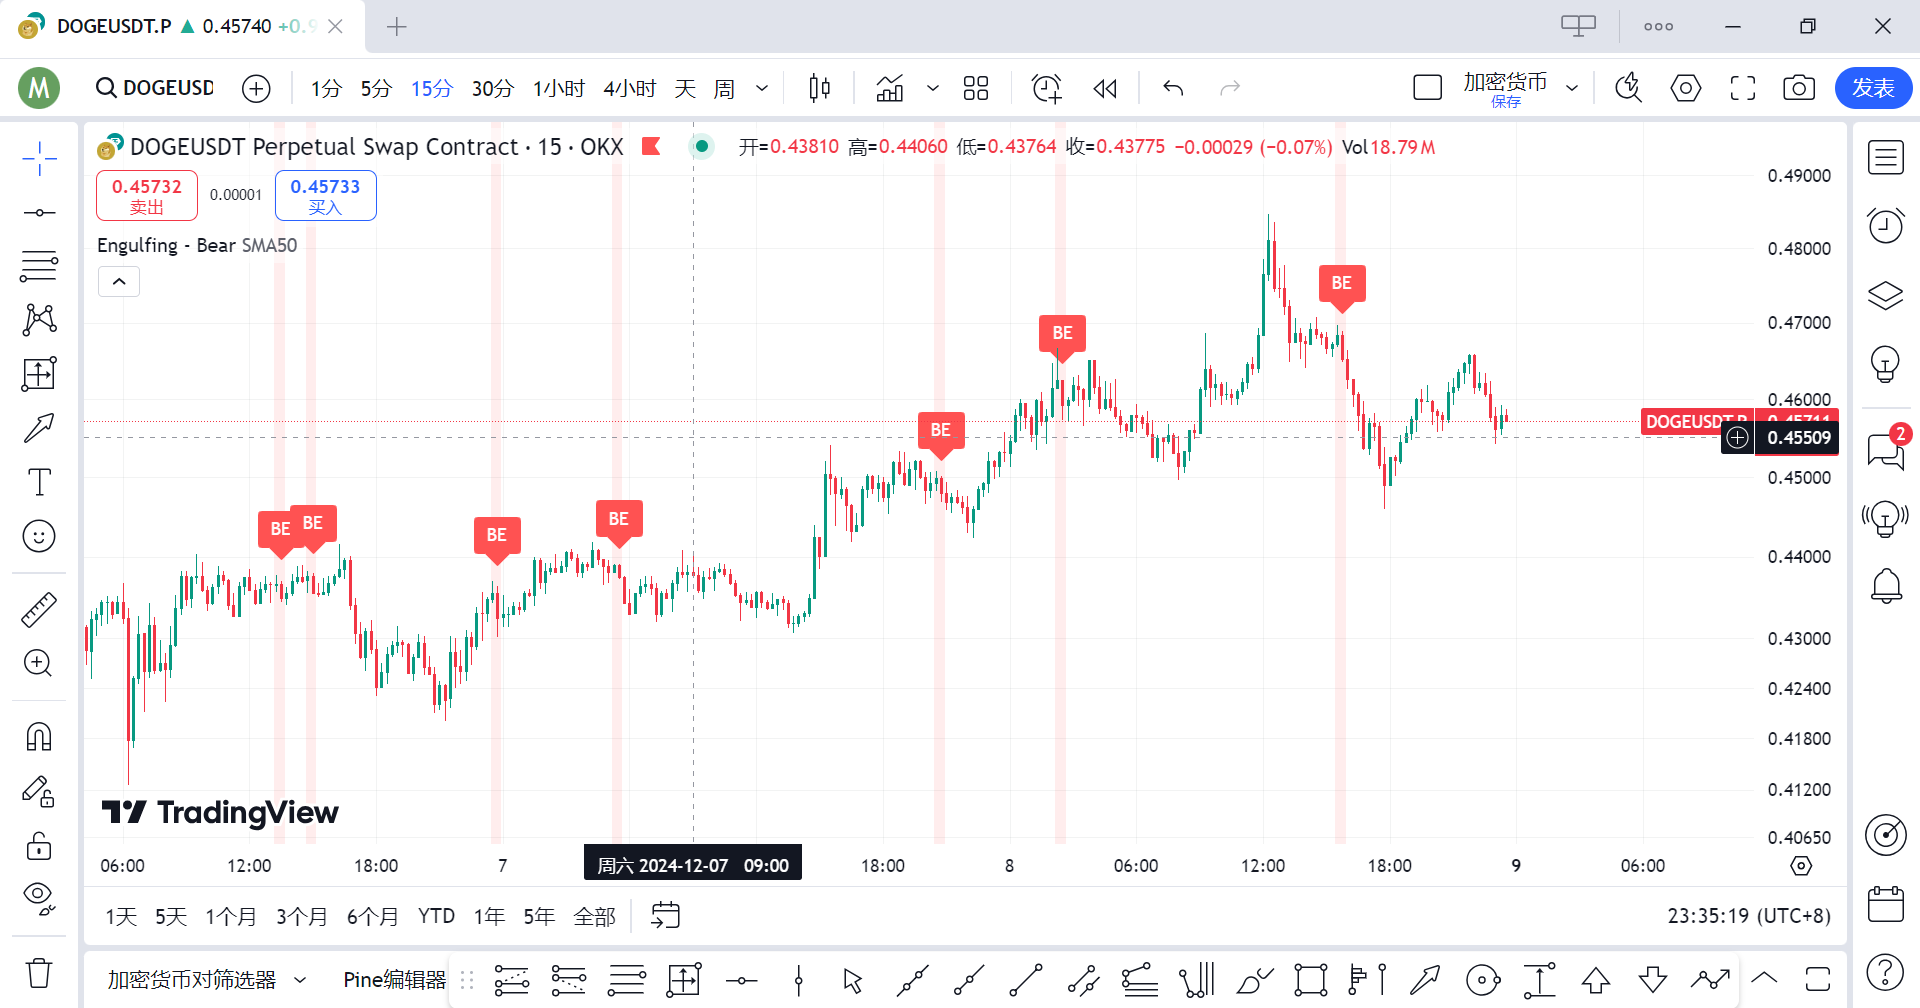 DOGEUSDT.P ▲ 0.45740 +0.9
M
DOGEUSD 1分 5分 15分 30分 1小时 4小时 天 周 加密货币 保存 发表
DOGEUSDT Perpetual Swap Contract · 15 · OKX 开=0.43810 高=0.44060 低=0.43764 收=0.43775 −0.00029 (−0.07%) Vol18.79 M
0.45732 卖出 0.00001 0.45733 买入
Engulfing - Bear SMA50
BE
BE
BE
BE
BE
BE
BE
0.49000
0.48000
0.47000
0.46000
DOGEUSDT.P 0.45711
0.45509
0.45000
0.44000
0.43000
0.42400
0.41800
0.41200
0.40650
2
TradingView
06:00 12:00 18:00 7 周六 2024-12-07 09:00 18:00 8 06:00 12:00 18:00 9 06:00
1天 5天 1个月 3个月 6个月 YTD 1年 5年 全部 23:35:19 (UTC+8)
加密货币对筛选器 Pine编辑器